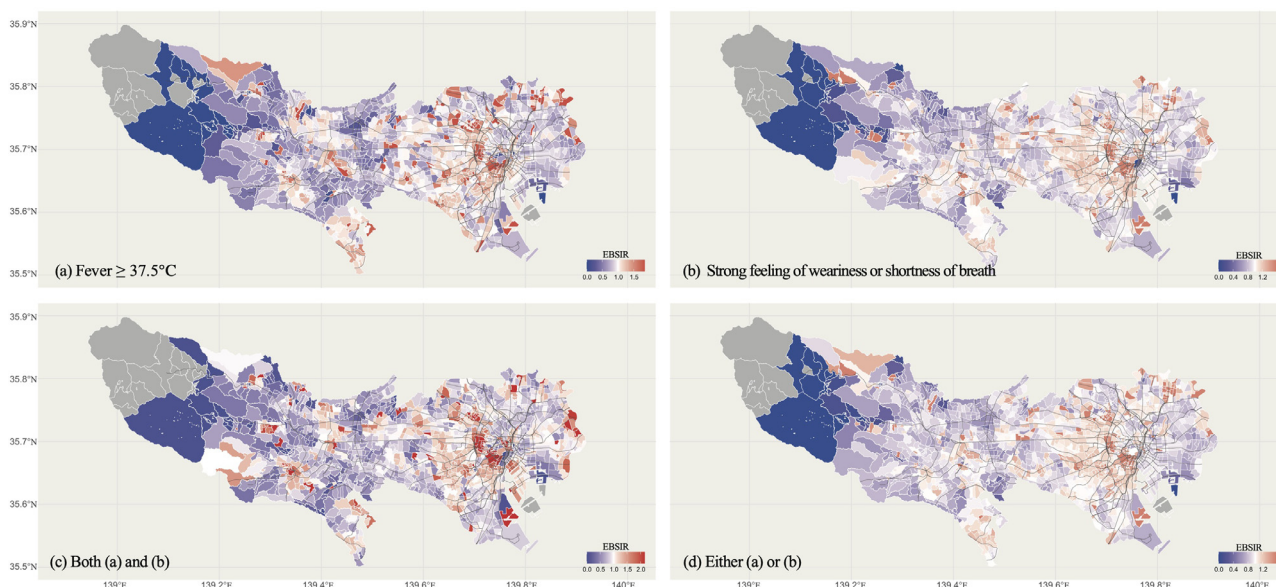 35.9°N
35.8°N
35.7°N
35.6°N
35.5°N
EBSIR
0.0 0.5 1.0 1.5
(a) Fever ≥ 37.5°C
EBSIR
0.0 0.4 0.8 1.2
(b) Strong feeling of weariness or shortness of breath
35.9°N
35.8°N
35.7°N
35.6°N
35.5°N
EBSIR
0.0 0.5 1.0 1.5 2.0
(c) Both (a) and (b)
EBSIR
0.0 0.4 0.8 1.2
(d) Either (a) or (b)
139°E 139.2°E 139.4°E 139.6°E 139.8°E 140°E
139°E 139.2°E 139.4°E 139.6°E 139.8°E 140°E